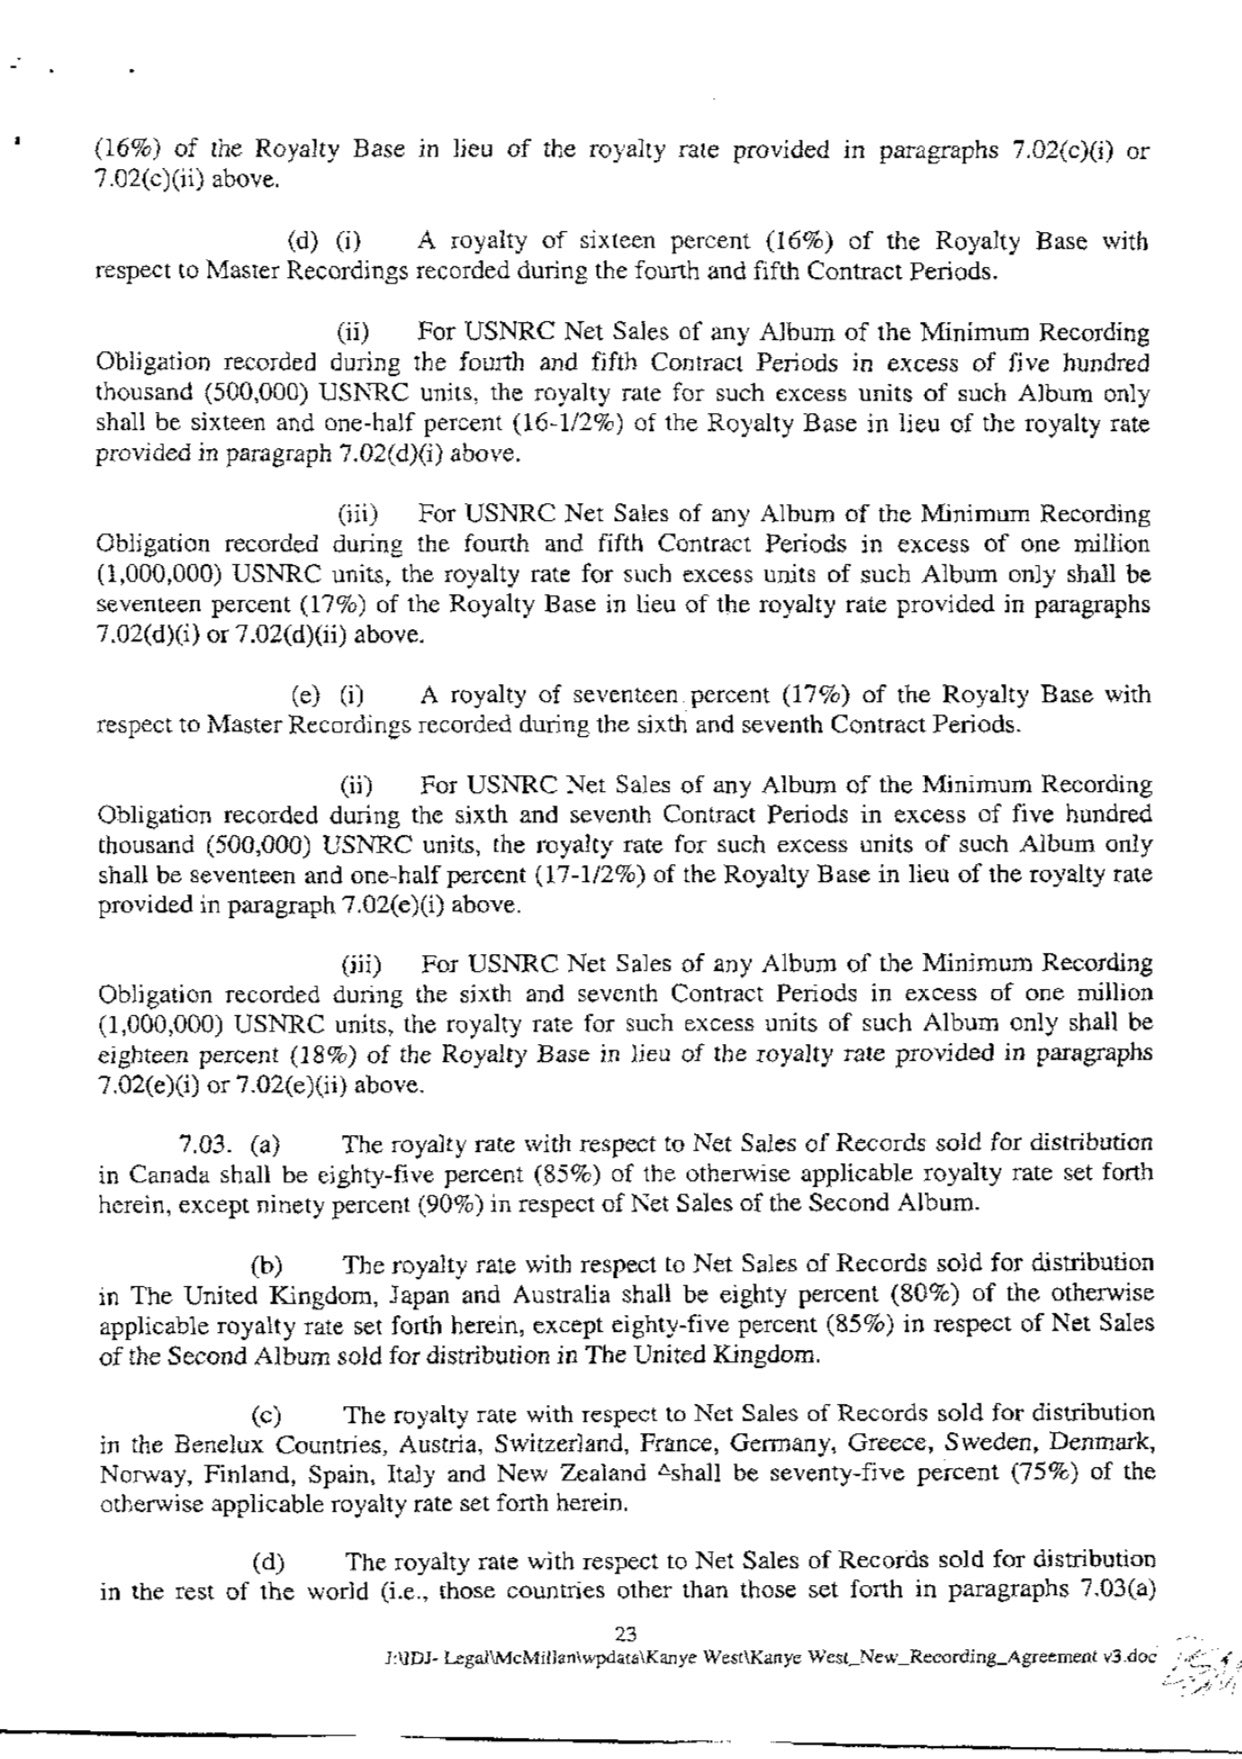 (16%) of the Royalty Base in lieu of the royalty rate provided in paragraphs 7.02(c)(i) or
7.02(c)(ii) above.
(d) (i) A royalty of sixteen percent (16%) of the Royalty Base with
respect to Master Recordings recorded during the fourth and fifth Contract Periods.
(ii) For USNRC Net Sales of any Album of the Minimum Recording
Obligation recorded during the fourth and fifth Contract Periods in excess of five hundred
thousand (500,000) USNRC units, the royalty rate for such excess units of such Album only
shall be sixteen and one-half percent (16-1/2%) of the Royalty Base in lieu of the royalty rate
provided in paragraph 7.02(d)(i) above.
(iii) For USNRC Net Sales of any Album of the Minimum Recording
Obligation recorded during the fourth and fifth Contract Periods in excess of one million
(1,000,000) USNRC units, the royalty rate for such excess units of such Album only shall be
seventeen percent (17%) of the Royalty Base in lieu of the royalty rate provided in paragraphs
7.02(d)(i) or 7.02(d)(ii) above.
(e) (i) A royalty of seventeen percent (17%) of the Royalty Base with
respect to Master Recordings recorded during the sixth and seventh Contract Periods.
(ii) For USNRC Net Sales of any Album of the Minimum Recording
Obligation recorded during the sixth and seventh Contract Periods in excess of five hundred
thousand (500,000) USNRC units, the royalty rate for such excess units of such Album only
shall be seventeen and one-half percent (17-1/2%) of the Royalty Base in lieu of the royalty rate
provided in paragraph 7.02(e)(i) above.
(iii) For USNRC Net Sales of any Album of the Minimum Recording
Obligation recorded during the sixth and seventh Contract Periods in excess of one million
(1,000,000) USNRC units, the royalty rate for such excess units of such Album only shall be
eighteen percent (18%) of the Royalty Base in lieu of the royalty rate provided in paragraphs
7.02(e)(i) or 7.02(e)(ii) above.
7.03. (a) The royalty rate with respect to Net Sales of Records sold for distribution
in Canada shall be eighty-five percent (85%) of the otherwise applicable royalty rate set forth
herein, except ninety percent (90%) in respect of Net Sales of the Second Album.
(b) The royalty rate with respect to Net Sales of Records sold for distribution
in The United Kingdom, Japan and Australia shall be eighty percent (80%) of the otherwise
applicable royalty rate set forth herein, except eighty-five percent (85%) in respect of Net Sales
of the Second Album sold for distribution in The United Kingdom.
(c) The royalty rate with respect to Net Sales of Records sold for distribution
in the Benelux Countries, Austria, Switzerland, France, Germany, Greece, Sweden, Denmark,
Norway, Finland, Spain, Italy and New Zealand ^shall be seventy-five percent (75%) of the
otherwise applicable royalty rate set forth herein.
(d) The royalty rate with respect to Net Sales of Records sold for distribution
in the rest of the world (i.e., those countries other than those set forth in paragraphs 7.03(a)
23
J:\IDJ- Legal\McMillan\wpdata\Kanye West\Kanye West_New_Recording_Agreement v3.doc